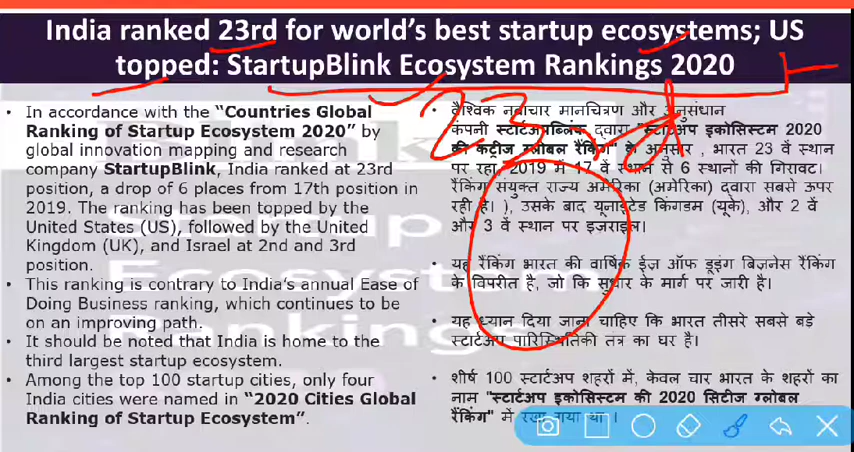 India ranked 23rd for world's best startup ecosystems; US
topped: StartupBlink Ecosystem Rankings 2020
• In accordance with the "Countries Global
Ranking of Startup Ecosystem 2020" by
global innovation mapping and research
company StartupBlink, India ranked at 23rd
position, a drop of 6 places from 17th position in
2019. The ranking has been topped by the
United States (US), followed by the United
Kingdom (UK), and Israel at 2nd and 3rd
position.
• This ranking is contrary to India's annual Ease of
Doing Business ranking, which continues to be
on an improving path.
• It should be noted that India is home to the
third largest startup ecosystem.
• Among the top 100 startup cities, only four
India cities were named in "2020 Cities Global
Ranking of Startup Ecosystem".
• वैश्विक नवाचार मानचित्रण और अनुसंधान
कंपनी स्टार्टअपब्लिंक द्वारा "स्टार्टअप इकोसिस्टम 2020
की कंट्रीज ग्लोबल रैंकिंग" के अनुसार, भारत 23 वें स्थान
पर रहा, 2019 में 17 वें स्थान से 6 स्थानों की गिरावट।
रैंकिंग संयुक्त राज्य अमेरिका (अमेरिका) द्वारा सबसे ऊपर
रही है। ), उसके बाद यूनाइटेड किंगडम (यूके), और 2 वें
और 3 वें स्थान पर इज़राइल।
• यह रैंकिंग भारत की वार्षिक ईज़ ऑफ डूइंग बिज़नेस रैंकिंग
के विपरीत है, जो कि सुधार के मार्ग पर जारी है।
• यह ध्यान दिया जाना चाहिए कि भारत तीसरे सबसे बड़े
स्टार्टअप पारिस्थितिकी तंत्र का घर है।
• शीर्ष 100 स्टार्टअप शहरों में, केवल चार भारत के शहरों का
नाम "स्टार्टअप इकोसिस्टम की 2020 सिटीज ग्लोबल
रैंकिंग" में रखा गया था ।
23rd
Startup
Ecosystem
Rankings